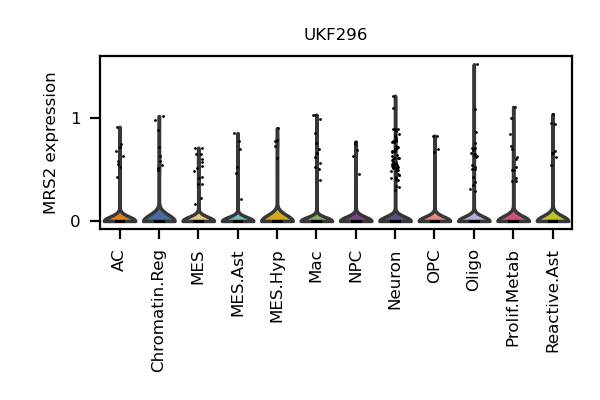 UKF296
MRS2 expression
1
0
AC
Chromatin.Reg
MES
MES.Ast
MES.Hyp
Mac
NPC
Neuron
OPC
Oligo
Prolif.Metab
Reactive.Ast